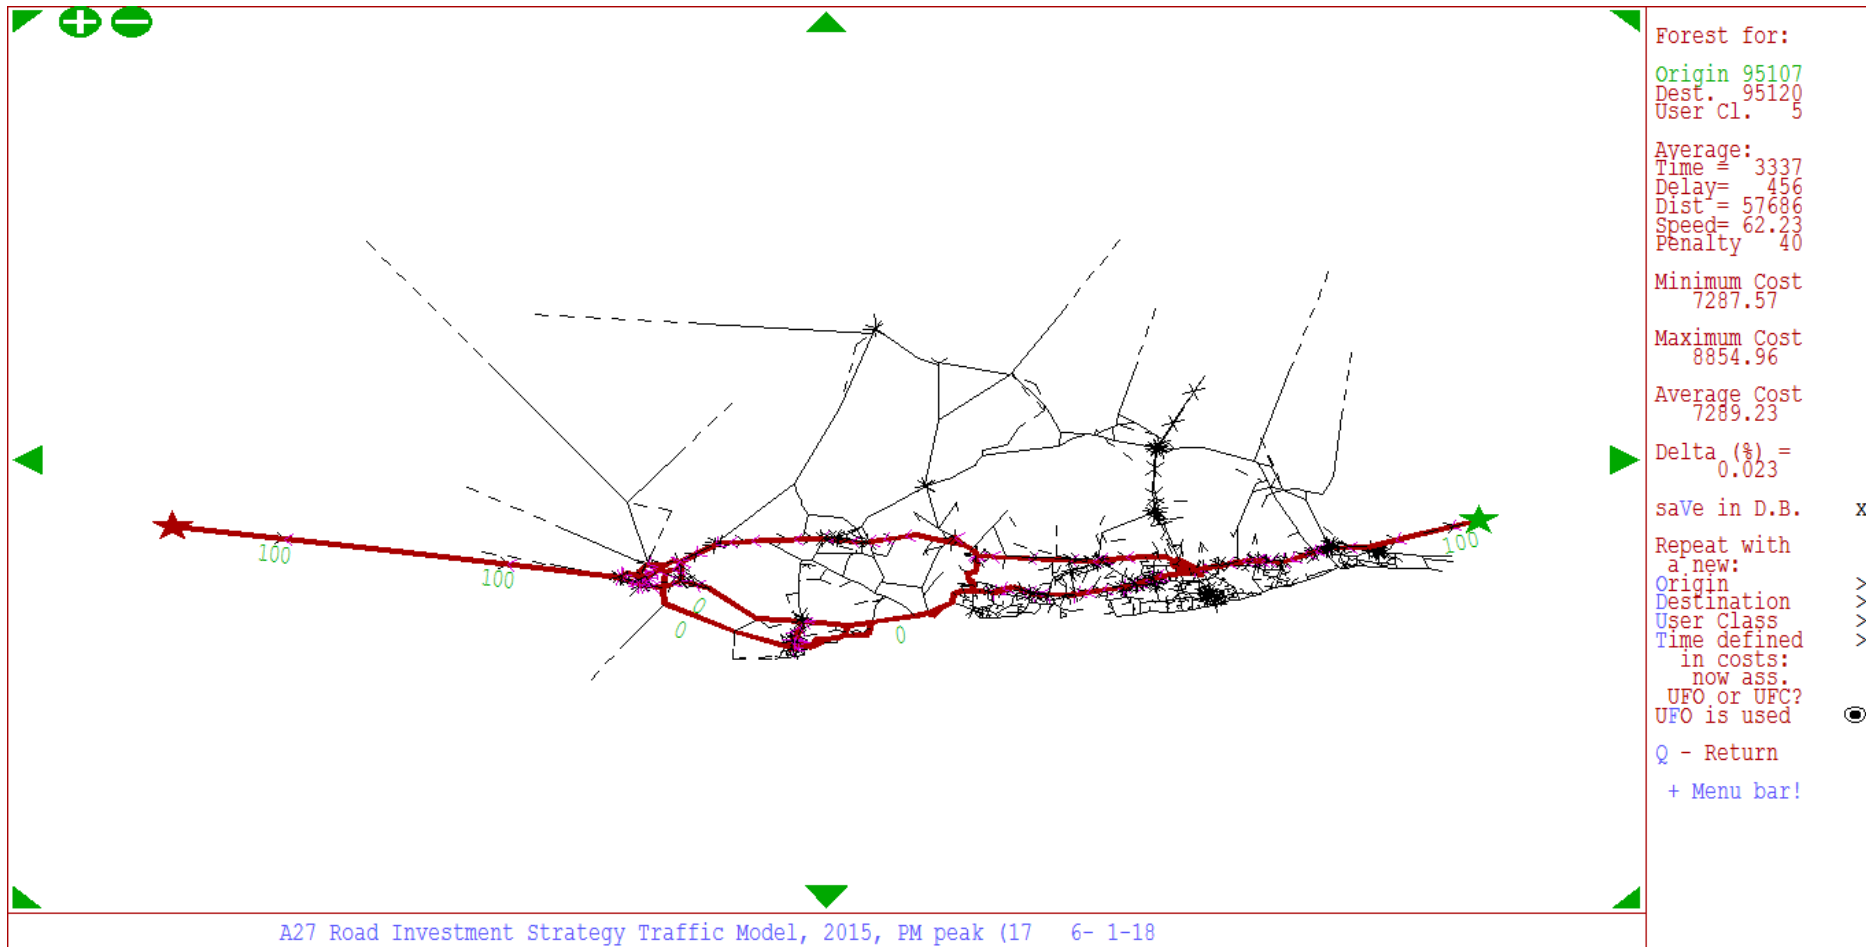 Forest for:
Origin 95107
Dest. 95120
User Cl. 5
Average:
Time = 3337
Delay= 456
Dist = 57686
Speed= 62.23
Penalty 40
Minimum Cost
7287.57
Maximum Cost
8854.96
Average Cost
7289.23
Delta (%) =
0.023
saVe in D.B. x
Repeat with
a new:
Origin >
Destination >
User Class >
Time defined >
in costs:
now ass.
UFO or UFC?
UFO is used
Q - Return
+ Menu bar!
100
100
0
0
0
100
A27 Road Investment Strategy Traffic Model, 2015, PM peak (17 6- 1-18